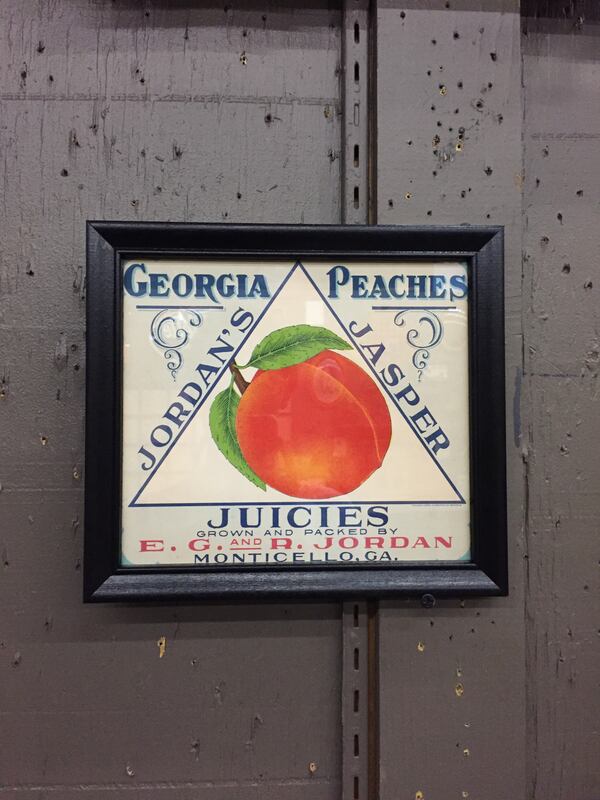 GEORGIA PEACHES
JORDAN'S
JASPER
JUICIES
GROWN AND PACKED BY
E. G. AND R. JORDAN
MONTICELLO, GA.